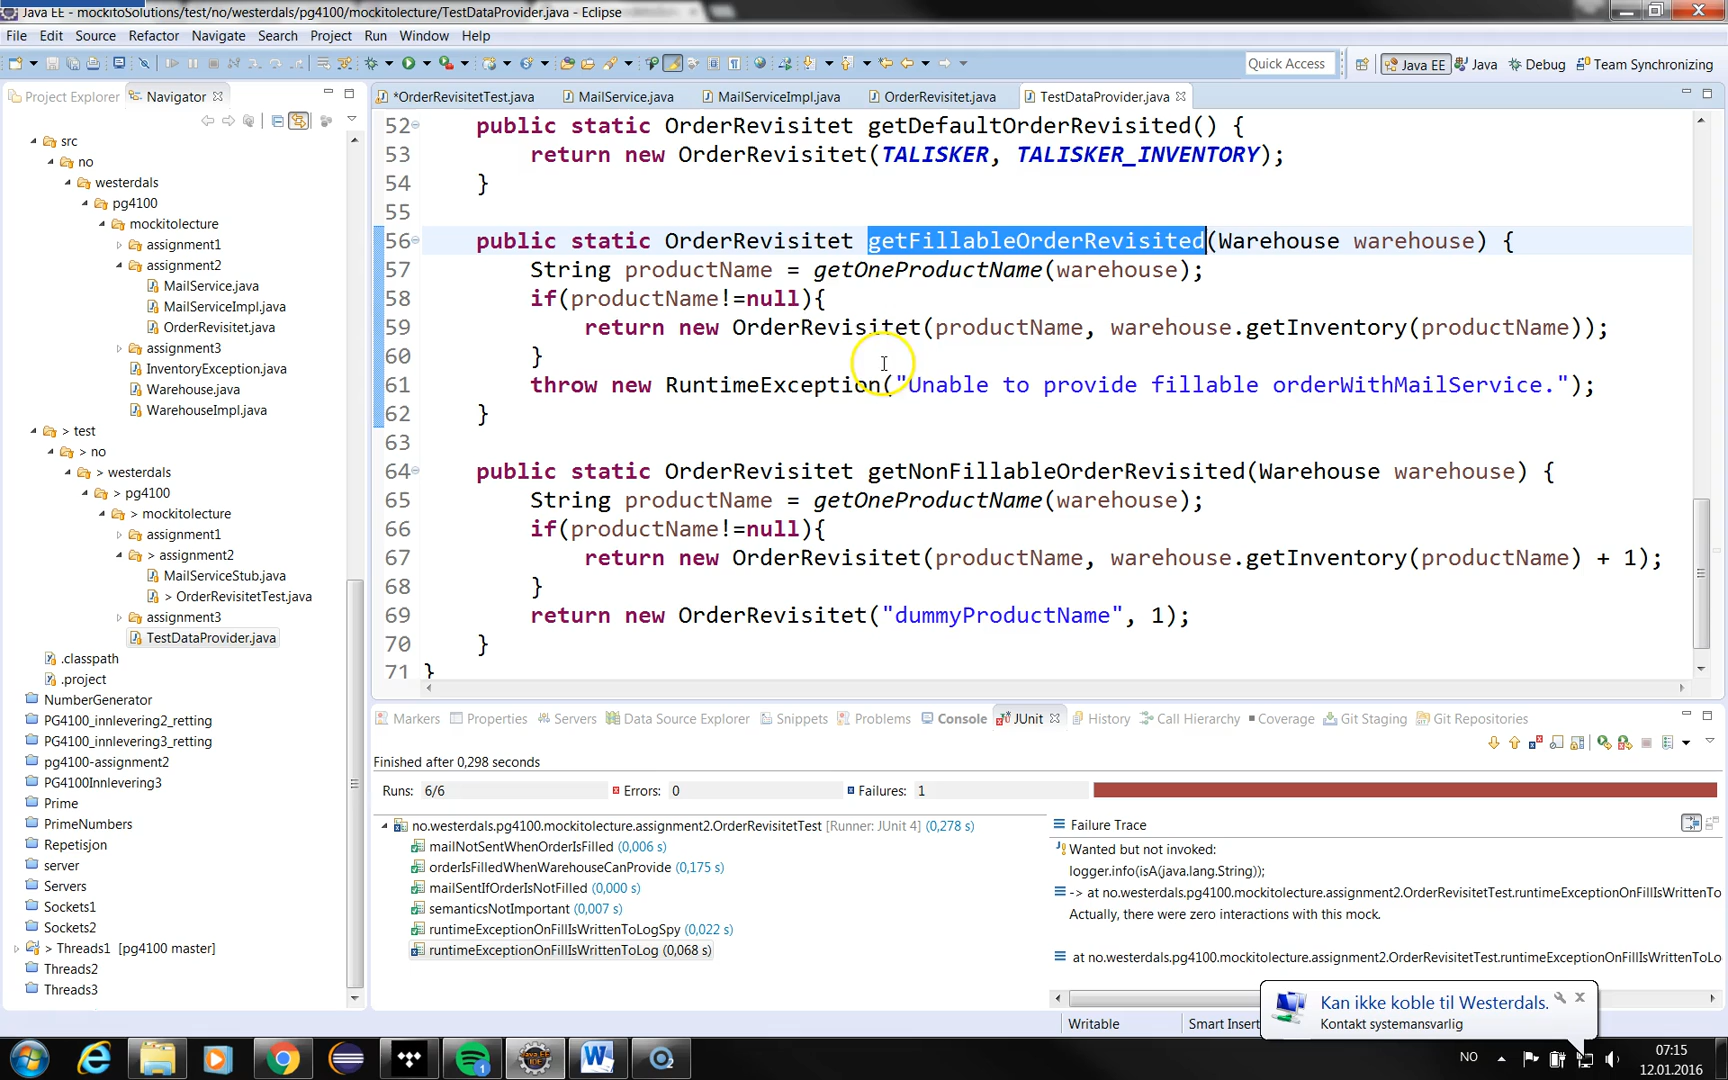 Java EE - mockitoSolutions/test/no/westerdals/pg4100/mockitolecture/TestDataProvider.java - Eclipse
File Edit Source Refactor Navigate Search Project Run Window Help
Quick Access
Java EE Java Debug Team Synchronizing
Project Explorer Navigator
*OrderRevisitetTest.java MailService.java MailServiceImpl.java OrderRevisitet.java TestDataProvider.java
src
no
westerdals
pg4100
mockitolecture
assignment1
assignment2
MailService.java
MailServiceImpl.java
OrderRevisitet.java
assignment3
InventoryException.java
Warehouse.java
WarehouseImpl.java
> test
> no
> westerdals
> pg4100
> mockitolecture
assignment1
> assignment2
MailServiceStub.java
> OrderRevisitetTest.java
assignment3
TestDataProvider.java
.classpath
.project
NumberGenerator
PG4100_innlevering2_retting
PG4100_innlevering3_retting
pg4100-assignment2
PG4100Innlevering3
Prime
PrimeNumbers
Repetisjon
server
Servers
Sockets1
Sockets2
> Threads1 [pg4100 master]
Threads2
Threads3
52 public static OrderRevisitet getDefaultOrderRevisited() {
53 return new OrderRevisitet(TALISKER, TALISKER_INVENTORY);
54 }
55
56 public static OrderRevisitet getFillableOrderRevisited(Warehouse warehouse) {
57 String productName = getOneProductName(warehouse);
58 if(productName!=null){
59 return new OrderRevisitet(productName, warehouse.getInventory(productName));
60 }
61 throw new RuntimeException("Unable to provide fillable orderWithMailService.");
62 }
63
64 public static OrderRevisitet getNonFillableOrderRevisited(Warehouse warehouse) {
65 String productName = getOneProductName(warehouse);
66 if(productName!=null){
67 return new OrderRevisitet(productName, warehouse.getInventory(productName) + 1);
68 }
69 return new OrderRevisitet("dummyProductName", 1);
70 }
71 }
Markers Properties Servers Data Source Explorer Snippets Problems Console JUnit History Call Hierarchy Coverage Git Staging Git Repositories
Finished after 0,298 seconds
Runs: 6/6 Errors: 0 Failures: 1
no.westerdals.pg4100.mockitolecture.assignment2.OrderRevisitetTest [Runner: JUnit 4] (0,278 s)
mailNotSentWhenOrderIsFilled (0,006 s)
orderIsFilledWhenWarehouseCanProvide (0,175 s)
mailSentIfOrderIsNotFilled (0,000 s)
semanticsNotImportant (0,007 s)
runtimeExceptionOnFillIsWrittenToLogSpy (0,022 s)
runtimeExceptionOnFillIsWrittenToLog (0,068 s)
Failure Trace
Wanted but not invoked:
logger.info(isA(java.lang.String));
-> at no.westerdals.pg4100.mockitolecture.assignment2.OrderRevisitetTest.runtimeExceptionOnFillIsWrittenTo
Actually, there were zero interactions with this mock.
at no.westerdals.pg4100.mockitolecture.assignment2.OrderRevisitetTest.runtimeExceptionOnFillIsWrittenToLo
Kan ikke koble til Westerdals.
Kontakt systemansvarlig
Writable Smart Insert
NO
07:15
12.01.2016